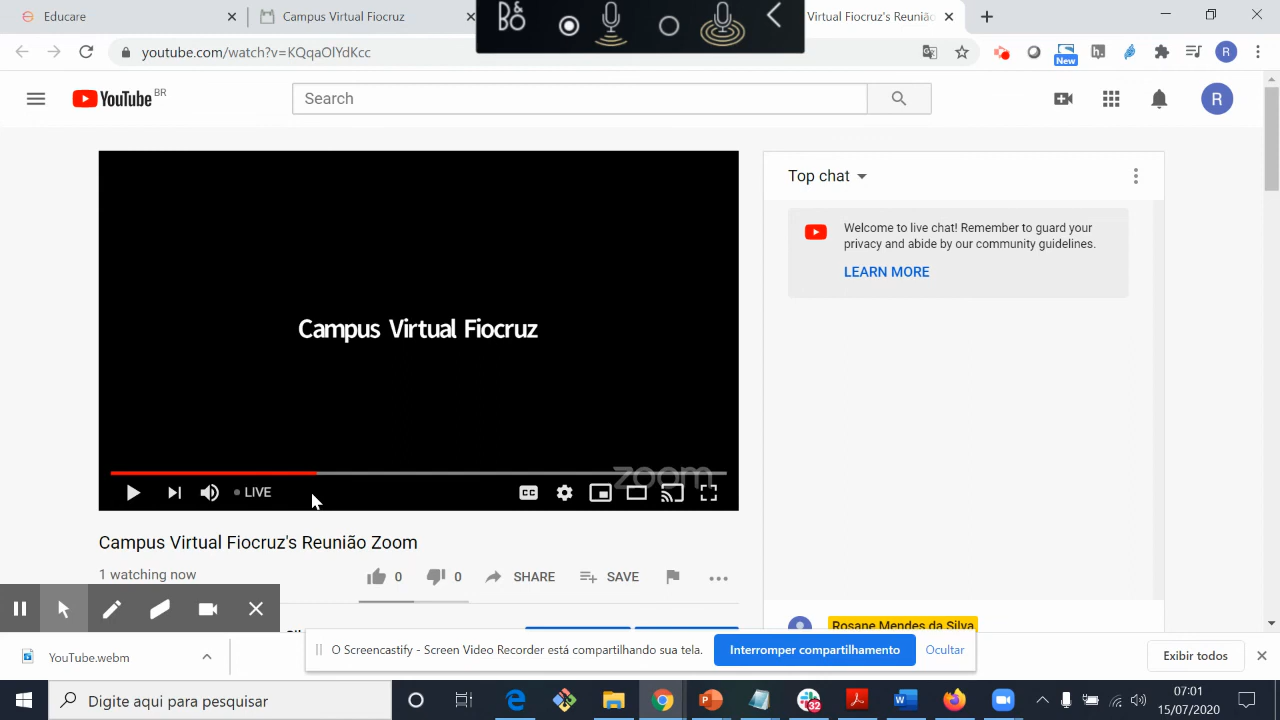 Educare
Campus Virtual Fiocruz
B&O
Virtual Fiocruz's Reunião
youtube.com/watch?v=KOqaOlYdKcc
New
h.
R
YouTube BR
Search
R
Top chat
Welcome to live chat! Remember to guard your
privacy and abide by our community guidelines.
LEARN MORE
Campus Virtual Fiocruz
zoom
LIVE
CC
Campus Virtual Fiocruz's Reunião Zoom
1 watching now
0
0
SHARE
SAVE
Rosane Mendes da Silva
YouTube.webm
O Screencastify - Screen Video Recorder está compartilhando sua tela.
Interromper compartilhamento
Ocultar
Exibir todos
Digite aqui para pesquisar
32
07:01
15/07/2020